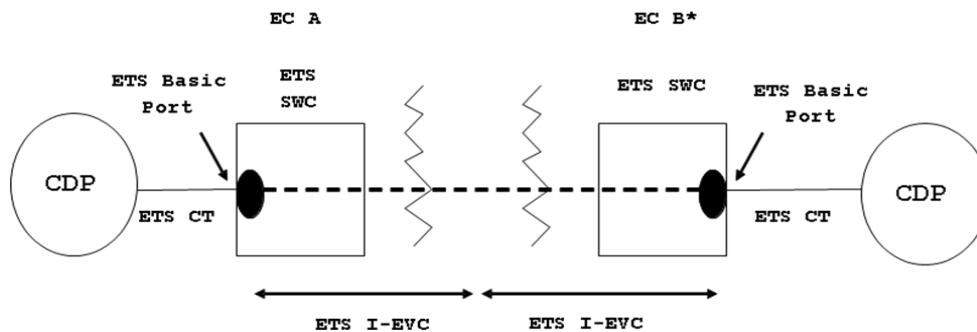 EC A
EC B*
ETS
SWC
ETS SWC
ETS Basic
Port
ETS Basic
Port
CDP
CDP
ETS CT
ETS CT
ETS I-EVC
ETS I-EVC